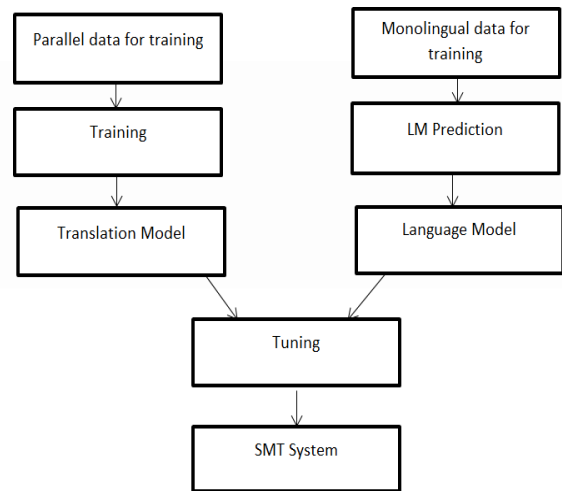 Parallel data for training
Monolingual data for
training
Training
LM Prediction
Translation Model
Language Model
Tuning
SMT System